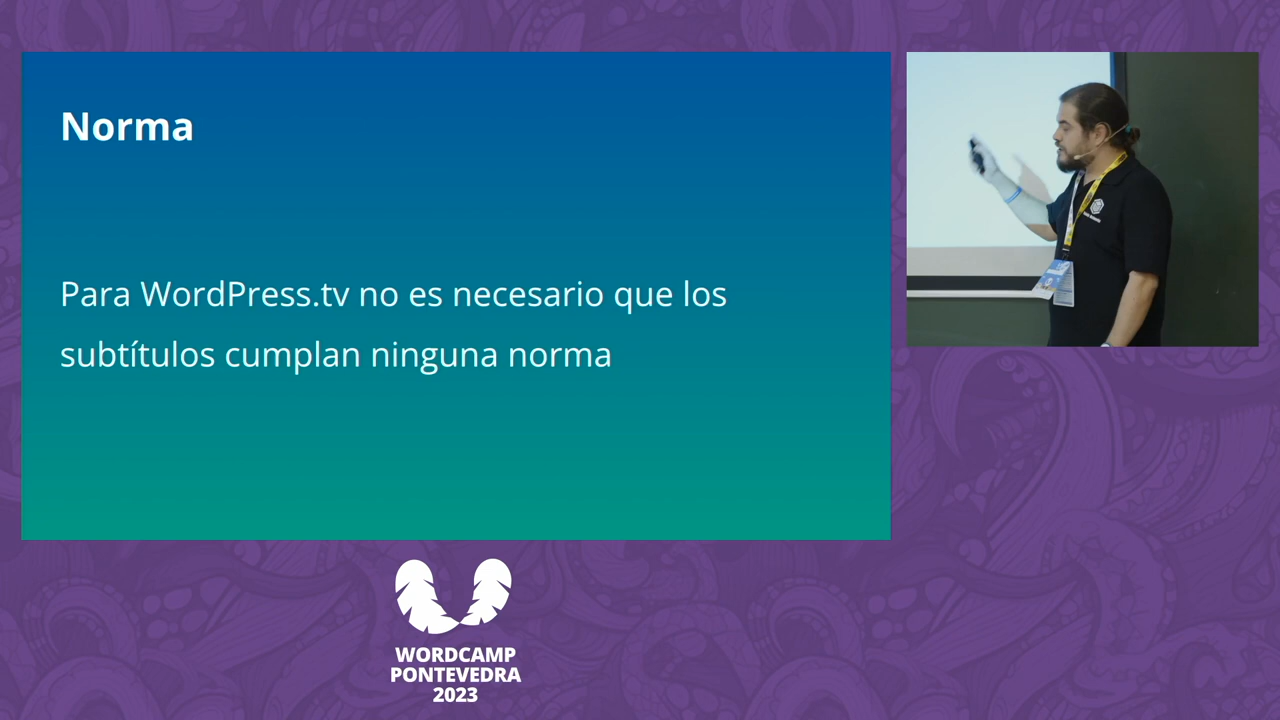 Norma
Para WordPress.tv no es necesario que los
subtítulos cumplan ninguna norma
WORDCAMP
PONTEVEDRA
2023